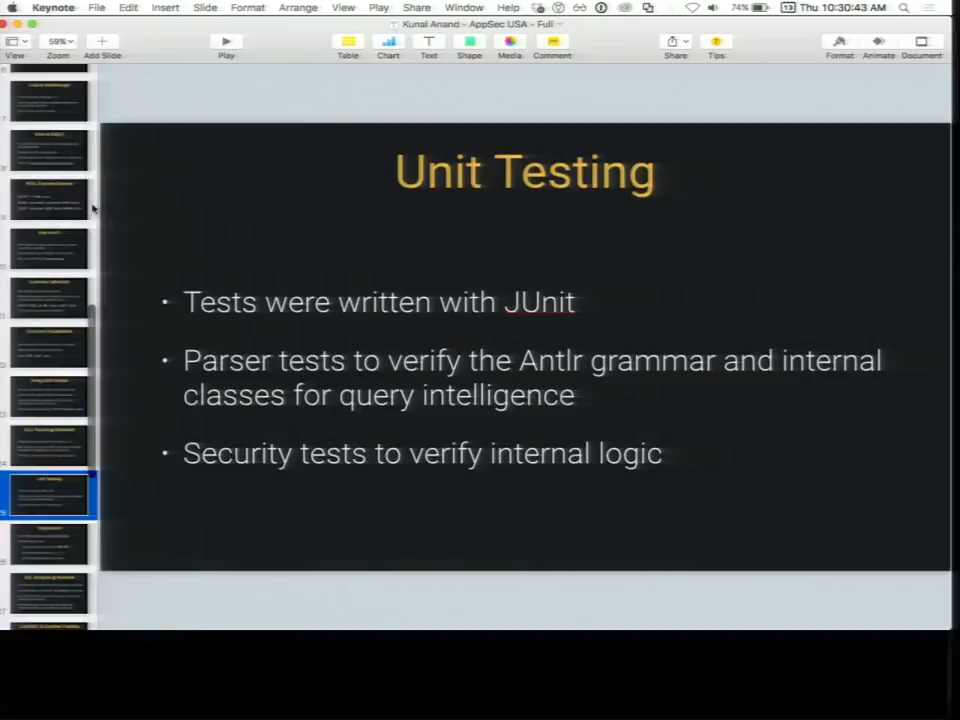 Keynote File Edit Insert Slide Format Arrange View Play Share Window Help 74% 13 Thu 10:30:43 AM
Kunal Anand - AppSec USA - Full
59%
View Zoom Add Slide Play Table Chart Text Shape Media Comment Share Tips Format Animate Document
Unit Testing
• Tests were written with JUnit
• Parser tests to verify the Antlr grammar and internal
classes for query intelligence
• Security tests to verify internal logic